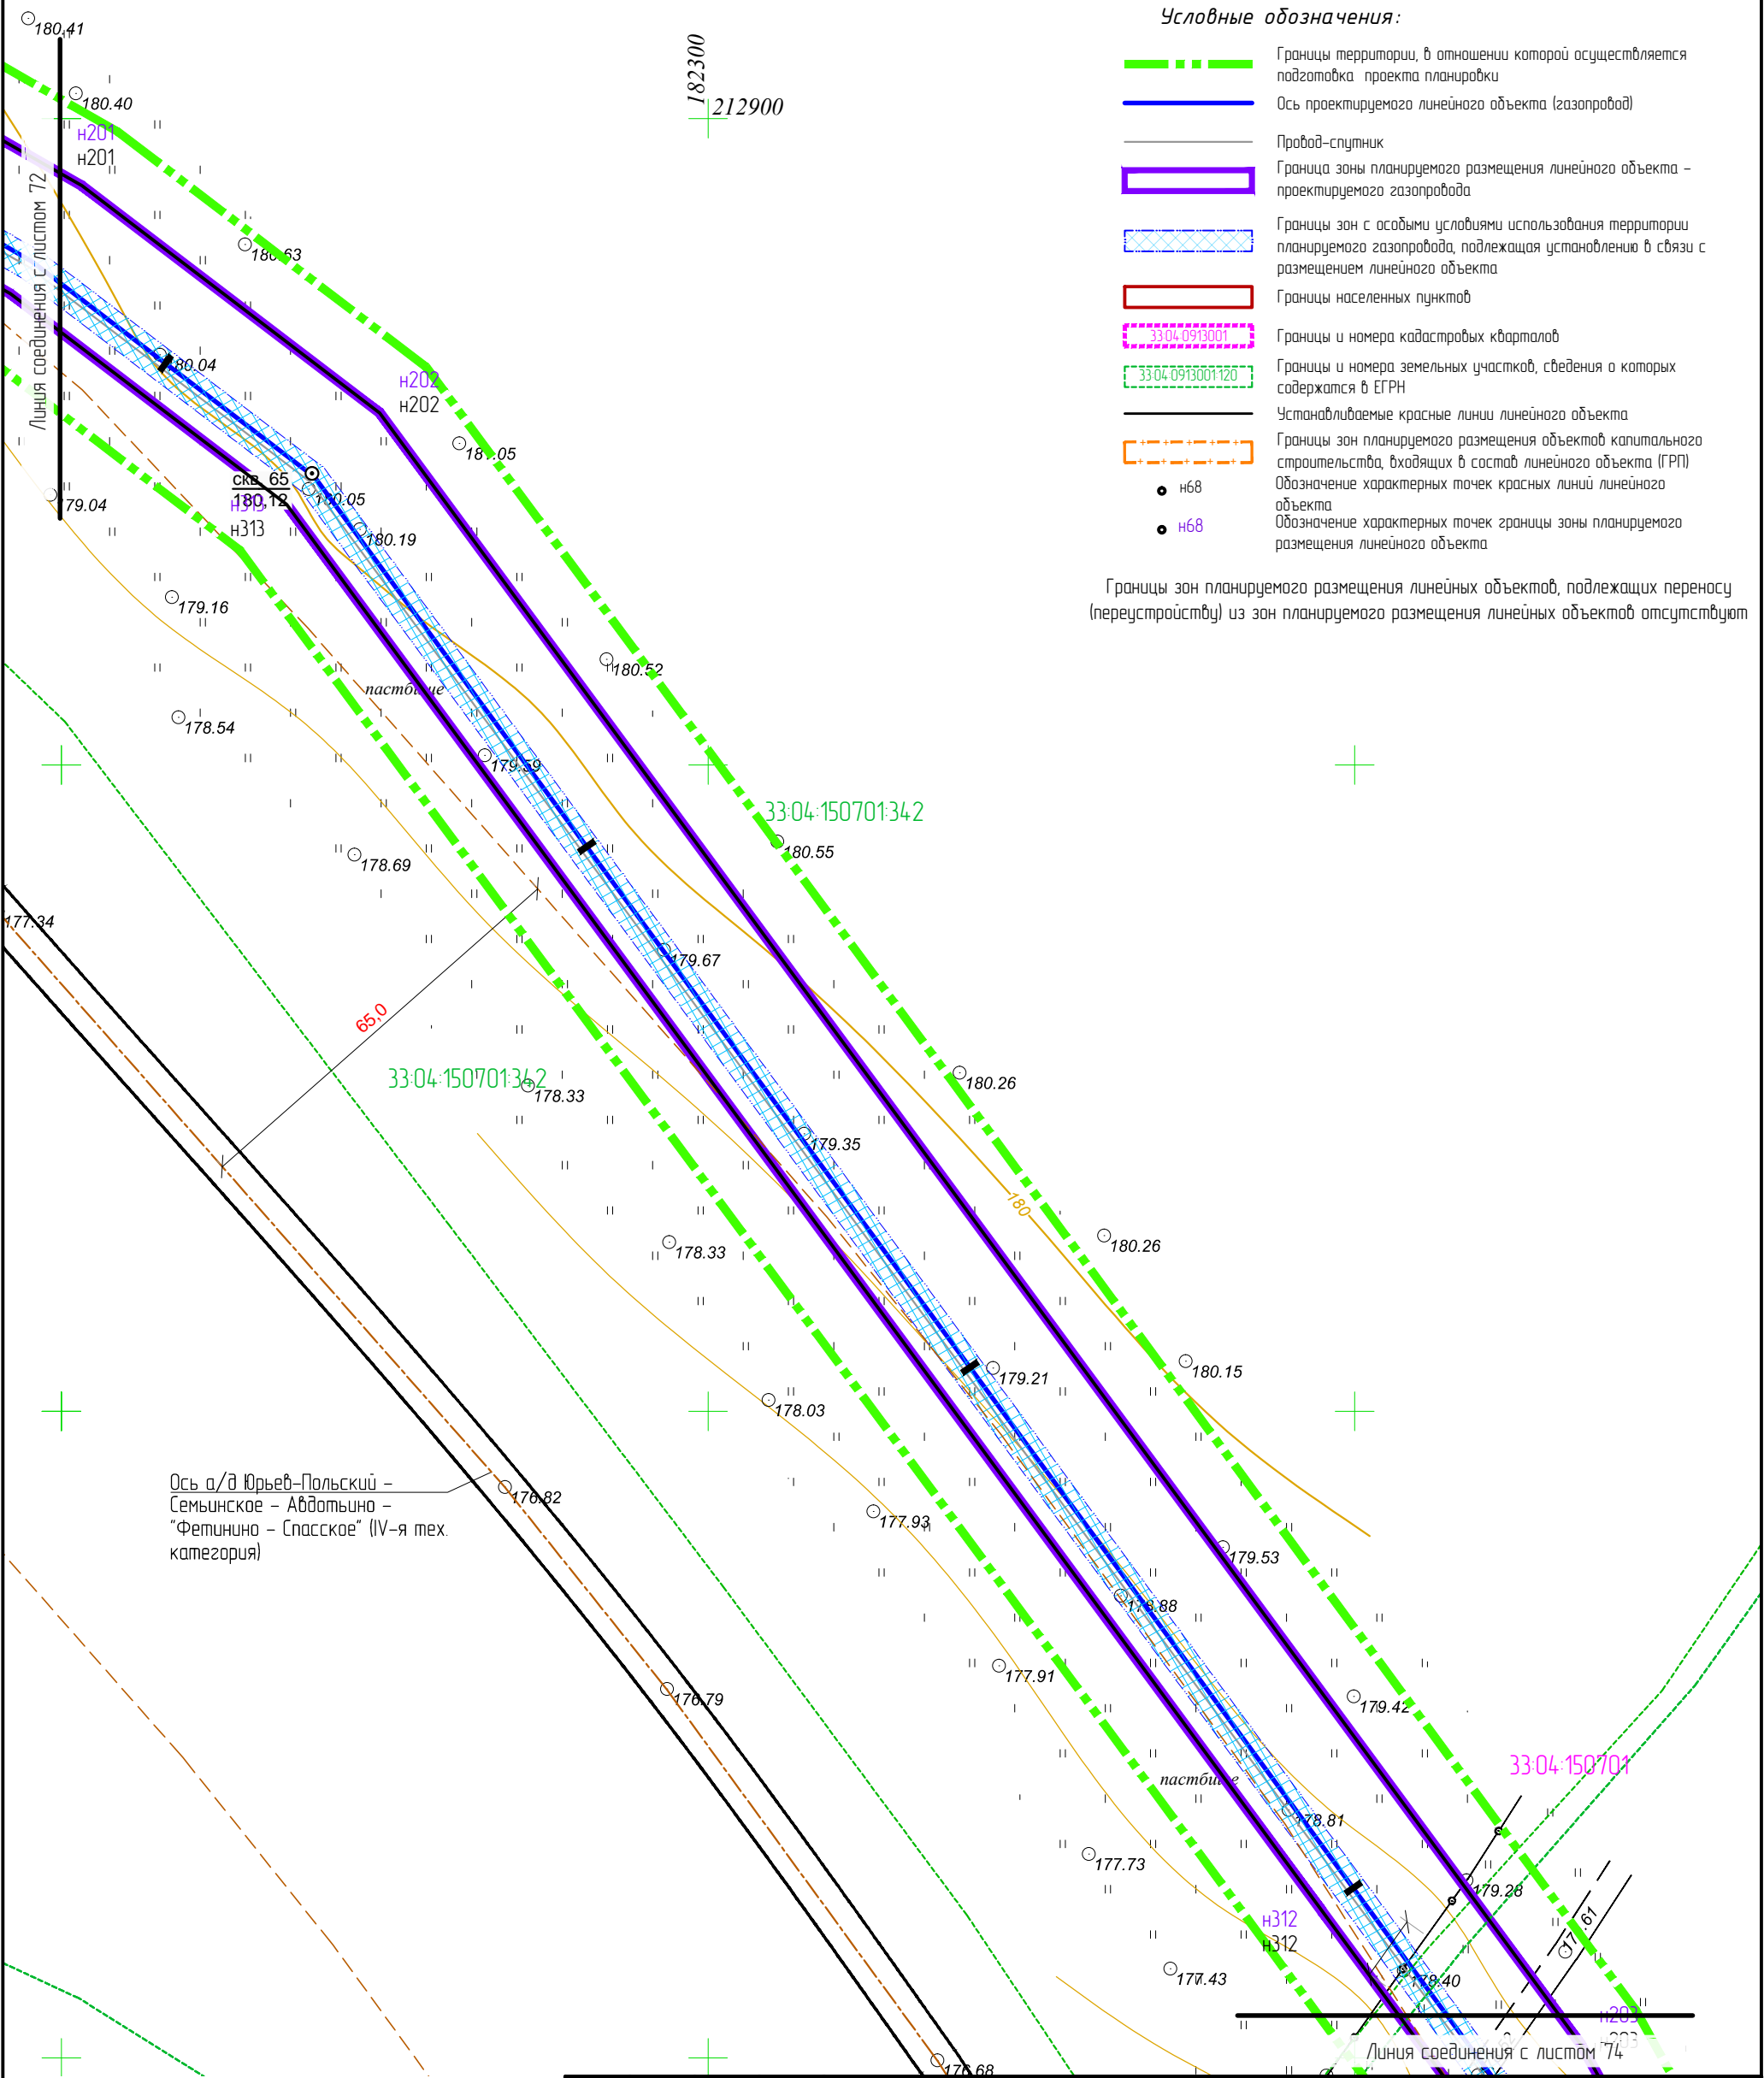 Условные обозначения:
Границы территории, в отношении которой осуществляется
подготовка проекта планировки
Ось проектируемого линейного объекта (газопровод)
Провод-спутник
Граница зоны планируемого размещения линейного объекта –
проектируемого газопровода
Границы зон с особыми условиями использования территории
планируемого газопровода, подлежащая установлению в связи с
размещением линейного объекта
Границы населенных пунктов
33:04:0913001
Границы и номера кадастровых кварталов
33:04:0913001:120
Границы и номера земельных участков, сведения о которых
содержатся в ЕГРН
Устанавливаемые красные линии линейного объекта
Границы зон планируемого размещения объектов капитального
строительства, входящих в состав линейного объекта (ГРП)
н68
Обозначение характерных точек красных линий линейного
объекта
н68
Обозначение характерных точек границы зоны планируемого
размещения линейного объекта
Границы зон планируемого размещения линейных объектов, подлежащих переносу
(переустройству) из зон планируемого размещения линейных объектов отсутствуют
180.41
180.40
182300
212900
н201
н201
Линия соединения с листом 72
180.63
180.04
н202
н202
181.05
скв. 65
180,12
180.05
н313
н313
179.04
180.19
179.16
180.52
пастбище
178.54
179.59
33:04:150701:342
180.55
178.69
177.34
179.67
65,0
33:04:150701:342
178.33
180.26
179.35
180
180.26
178.33
180.15
179.21
178.03
Ось а/д Юрьев-Польский –
Семьинское – Авдотьино –
"Фетинино – Спасское" (IV-я тех.
категория)
176.82
177.93
179.53
178.88
177.91
176.79
179.42
33:04:150701
пастбище
178.81
177.73
179.28
н312
н312
177.61
177.43
178.40
н203
н203
Линия соединения с листом 74
176.68